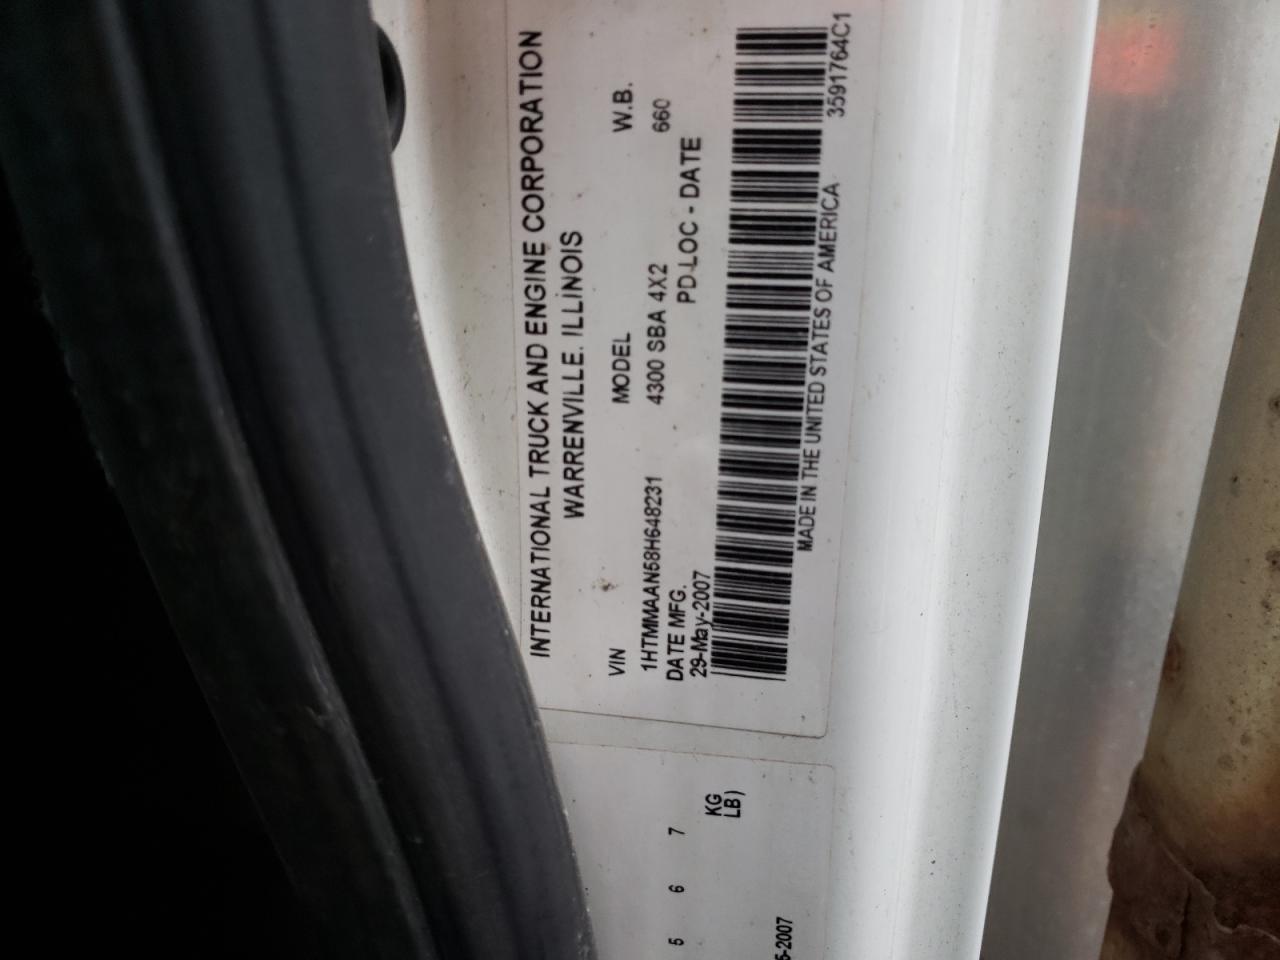 INTERNATIONAL TRUCK AND ENGINE CORPORATION
WARRENVILLE, ILLINOIS
VIN MODEL W.B.
1HTMMAAN58H648231 4300 SBA 4X2 660
DATE MFG. PD-LOC - DATE
29-May-2007
MADE IN THE UNITED STATES OF AMERICA 3591764C1
5 6 7
KG
LB)
-2007